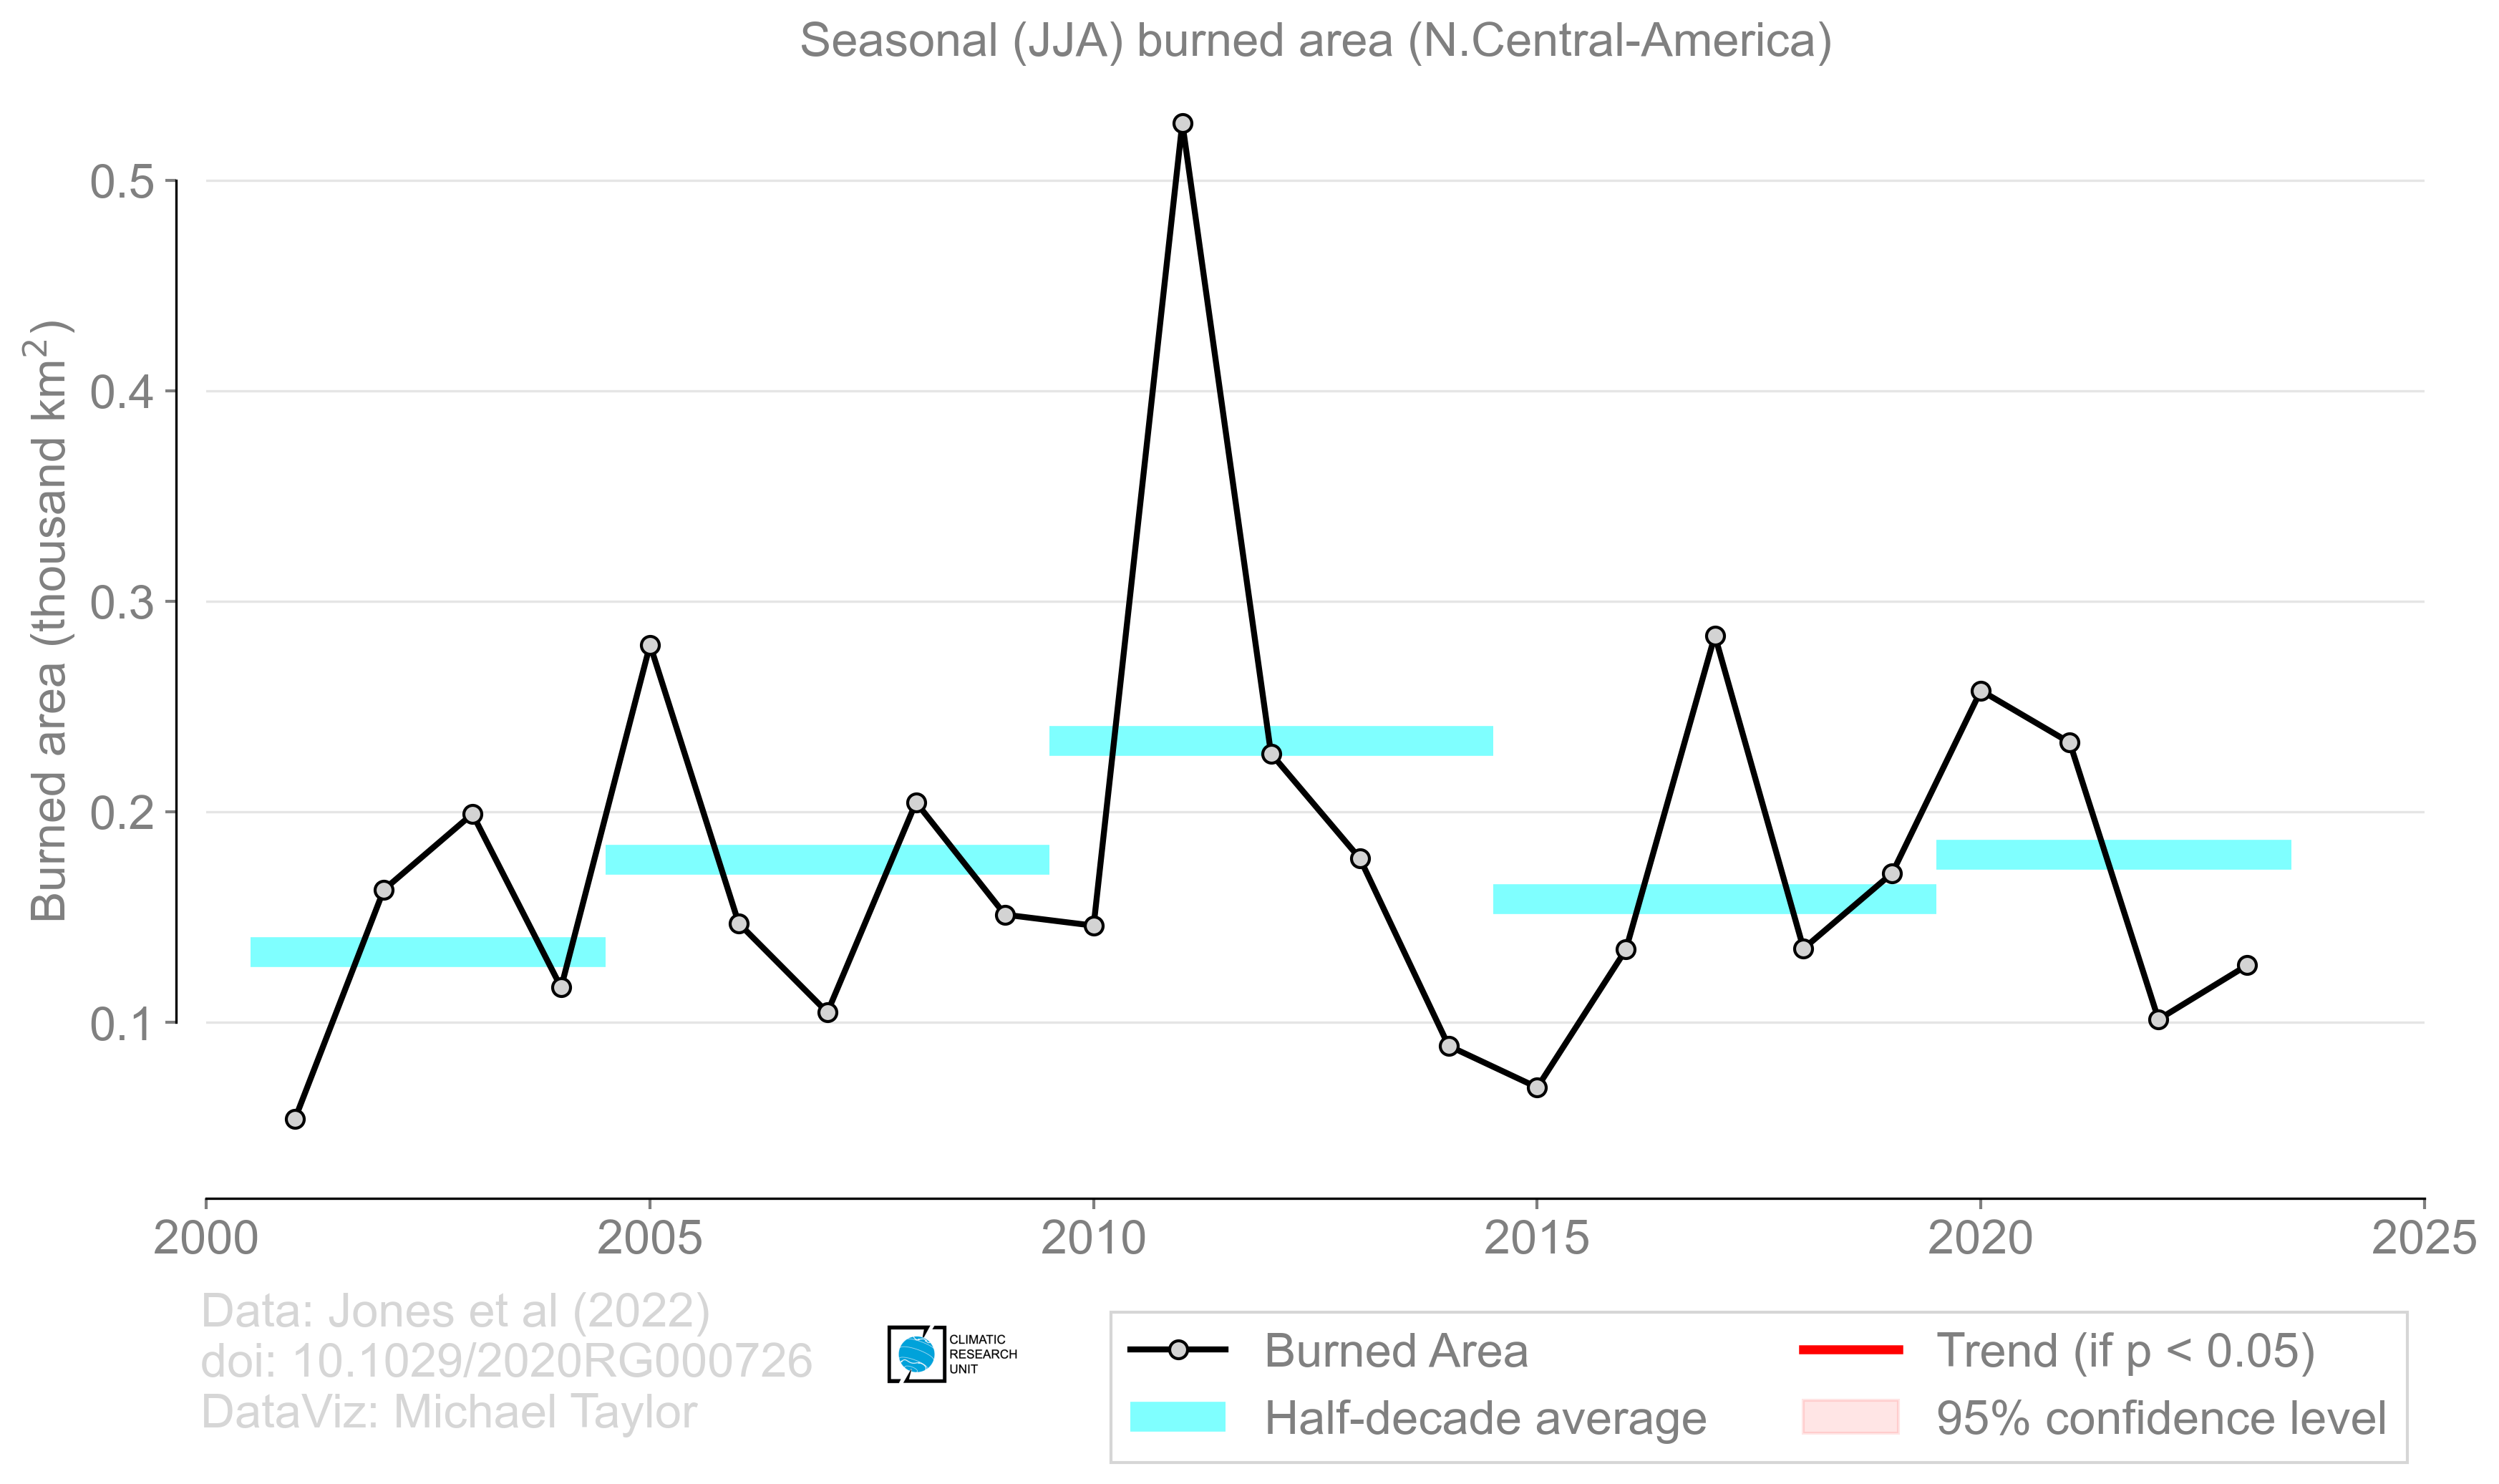 Seasonal (JJA) burned area (N.Central-America)
Burned area (thousand km²)
0.5
0.4
0.3
0.2
0.1
2000 2005 2010 2015 2020 2025
Data: Jones et al (2022)
doi: 10.1029/2020RG000726
DataViz: Michael Taylor
CLIMATIC
RESEARCH
UNIT
Burned Area
Half-decade average
Trend (if p < 0.05)
95% confidence level